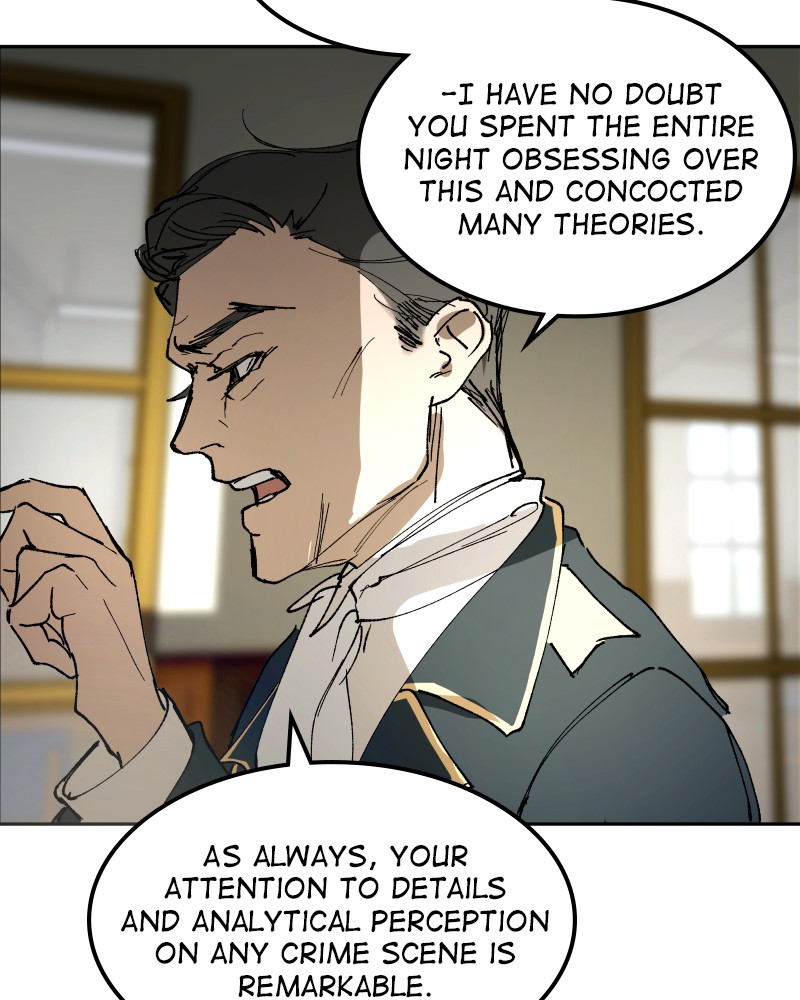 -I HAVE NO DOUBT
YOU SPENT THE ENTIRE
NIGHT OBSESSING OVER
THIS AND CONCOCTED
MANY THEORIES.
AS ALWAYS, YOUR
ATTENTION TO DETAILS
AND ANALYTICAL PERCEPTION
ON ANY CRIME SCENE IS
REMARKABLE.